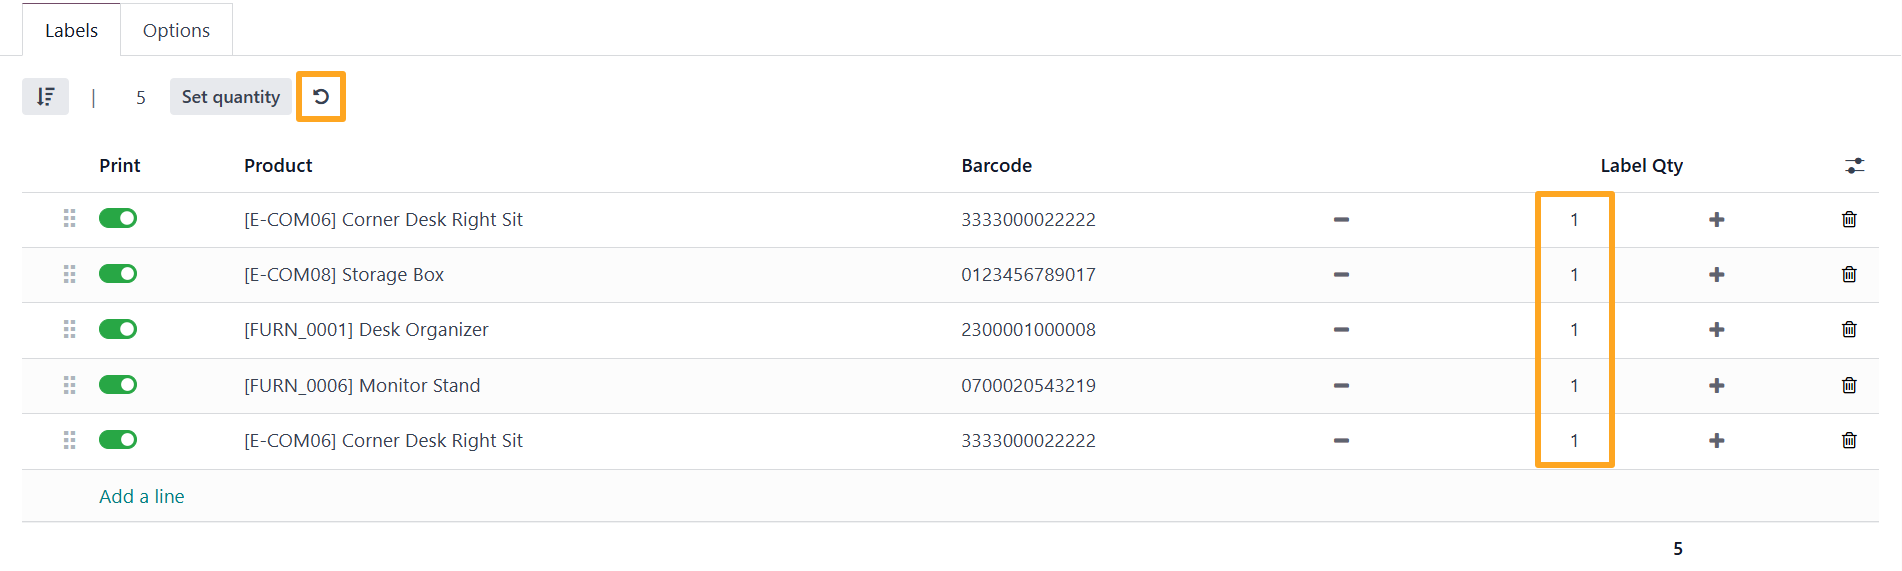 Labels Options
| 5 Set quantity
Print Product Barcode Label Qty
[E-COM06] Corner Desk Right Sit 3333000022222 1
[E-COM08] Storage Box 0123456789017 1
[FURN_0001] Desk Organizer 2300001000008 1
[FURN_0006] Monitor Stand 0700020543219 1
[E-COM06] Corner Desk Right Sit 3333000022222 1
Add a line
5